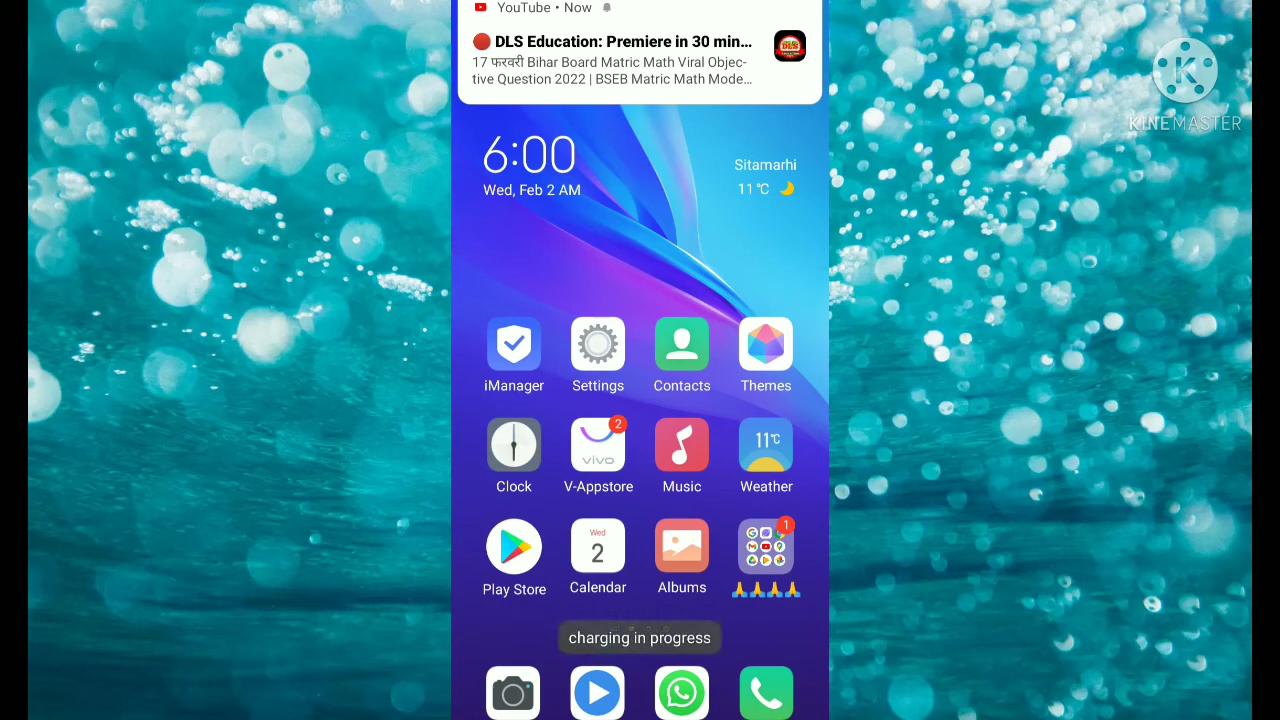 YouTube • Now
🔴 DLS Education: Premiere in 30 min...
17 फरवरी Bihar Board Matric Math Viral Objec-
tive Question 2022 | BSEB Matric Math Mode...
DLS
KINEMASTER
6:00
Wed, Feb 2 AM
Sitamarhi
11 °C
iManager
Settings
Contacts
Themes
2
vivo
11°C
Clock
V-Appstore
Music
Weather
Wed
2
1
Play Store
Calendar
Albums
🙏🙏🙏🙏
charging in progress